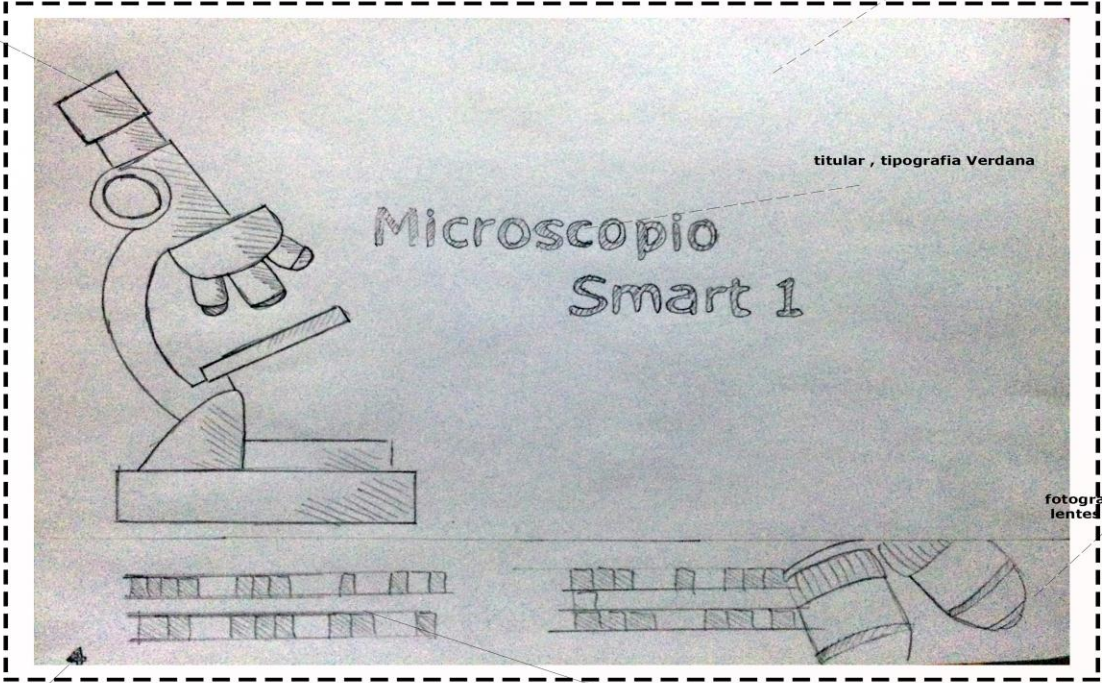 titular , tipografia Verdana
Microscopio
Smart 1
fotogra
lentes
4